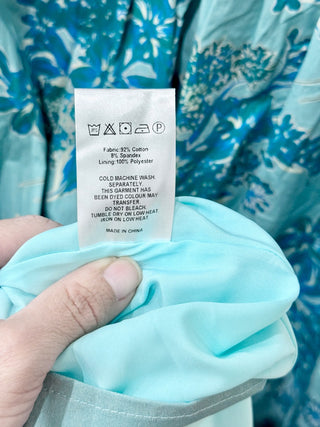 Fabric:92% Cotton
8% Spandex
Lining:100% Polyester
COLD MACHINE WASH
SEPARATELY
THIS GARMENT HAS
BEEN DYED COLOUR MAY
TRANSFER
DO NOT BLEACH.
TUMBLE DRY ON LOW HEAT
IRON ON LOW HEAT
MADE IN CHINA